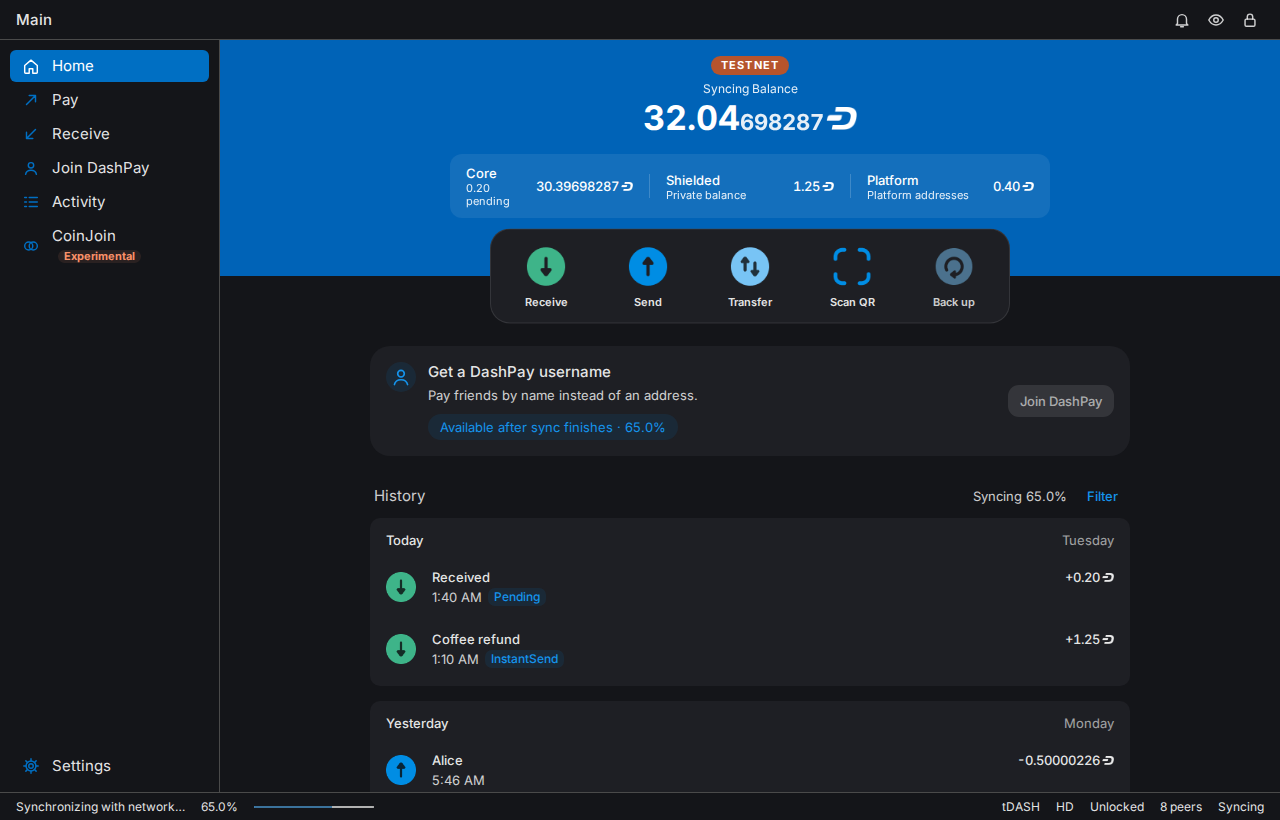 Main
Home
Pay
Receive
Join DashPay
Activity
CoinJoin
Experimental
Settings
TESTNET
Syncing Balance
32.04698287
Core
0.20
pending
30.39698287
Shielded
Private balance
1.25
Platform
Platform addresses
0.40
Receive
Send
Transfer
Scan QR
Back up
Get a DashPay username
Pay friends by name instead of an address.
Available after sync finishes · 65.0%
Join DashPay
History
Syncing 65.0%
Filter
Today
Tuesday
Received
+0.20
1:40 AM Pending
Coffee refund
+1.25
1:10 AM InstantSend
Yesterday
Monday
Alice
-0.50000226
5:46 AM
Synchronizing with network... 65.0%
tDASH HD Unlocked 8 peers Syncing